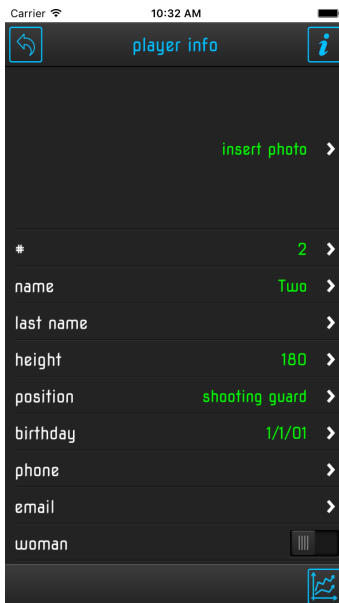 Carrier 10:32 AM
player info i
insert photo
# 2
name Two
last name
height 180
position shooting guard
birthday 1/1/01
phone
email
woman